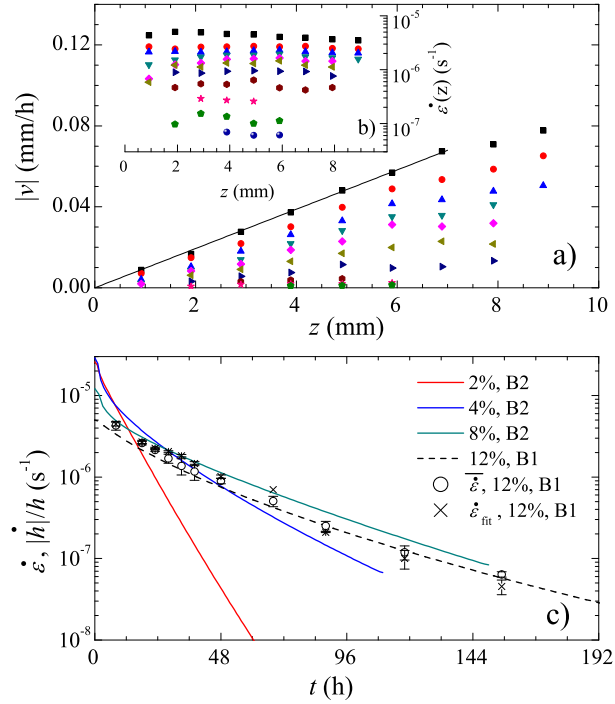 0.12
0.08
0.04
0.00
|v| (mm/h)
0 2 4 6 8 10
z (mm)
a)
b)
0 2 4 6 8 10
z (mm)
10⁻⁵
10⁻⁶
10⁻⁷
ε̇(z) (s⁻¹)
10⁻⁵
10⁻⁶
10⁻⁷
10⁻⁸
ε̇, |ḣ|/h (s⁻¹)
2%, B2
4%, B2
8%, B2
12%, B1
ε̇, 12%, B1
ε̇fit , 12%, B1
c)
0 48 96 144 192
t (h)